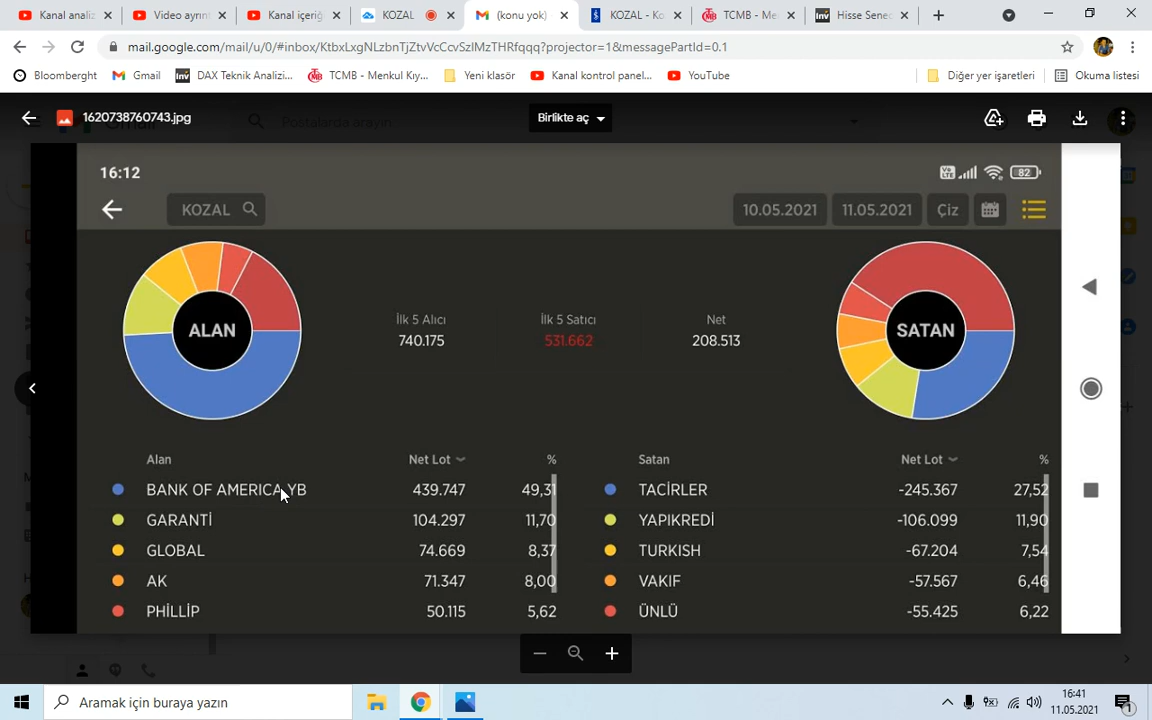 Kanal analiz
Video ayrınt
Kanal içeriğ
KOZAL
(konu yok)
KOZAL - Ko
TCMB - Me
Hisse Sened
mail.google.com/mail/u/0/#inbox/KtbxLxgNLzbnTjZtvVcCcvSzIMzTHRfqqq?projector=1&messagePartId=0.1
Bloomberght
Gmail
DAX Teknik Analizi...
TCMB - Menkul Kıy...
Yeni klasör
Kanal kontrol panel...
YouTube
Diğer yer işaretleri
Okuma listesi
1620738760743.jpg
Postalarda arayın
Birlikte aç
16:12
82
KOZAL
10.05.2021
11.05.2021
Çiz
ALAN
İlk 5 Alıcı
İlk 5 Satıcı
Net
740.175
531.662
208.513
SATAN
Alan Net Lot %
BANK OF AMERICA YB 439.747 49,31
GARANTİ 104.297 11,70
GLOBAL 74.669 8,37
AK 71.347 8,00
PHİLLİP 50.115 5,62
Satan Net Lot %
TACİRLER -245.367 27,52
YAPIKREDİ -106.099 11,90
TURKISH -67.204 7,54
VAKIF -57.567 6,46
ÜNLÜ -55.425 6,22
Aramak için buraya yazın
16:41
11.05.2021
1